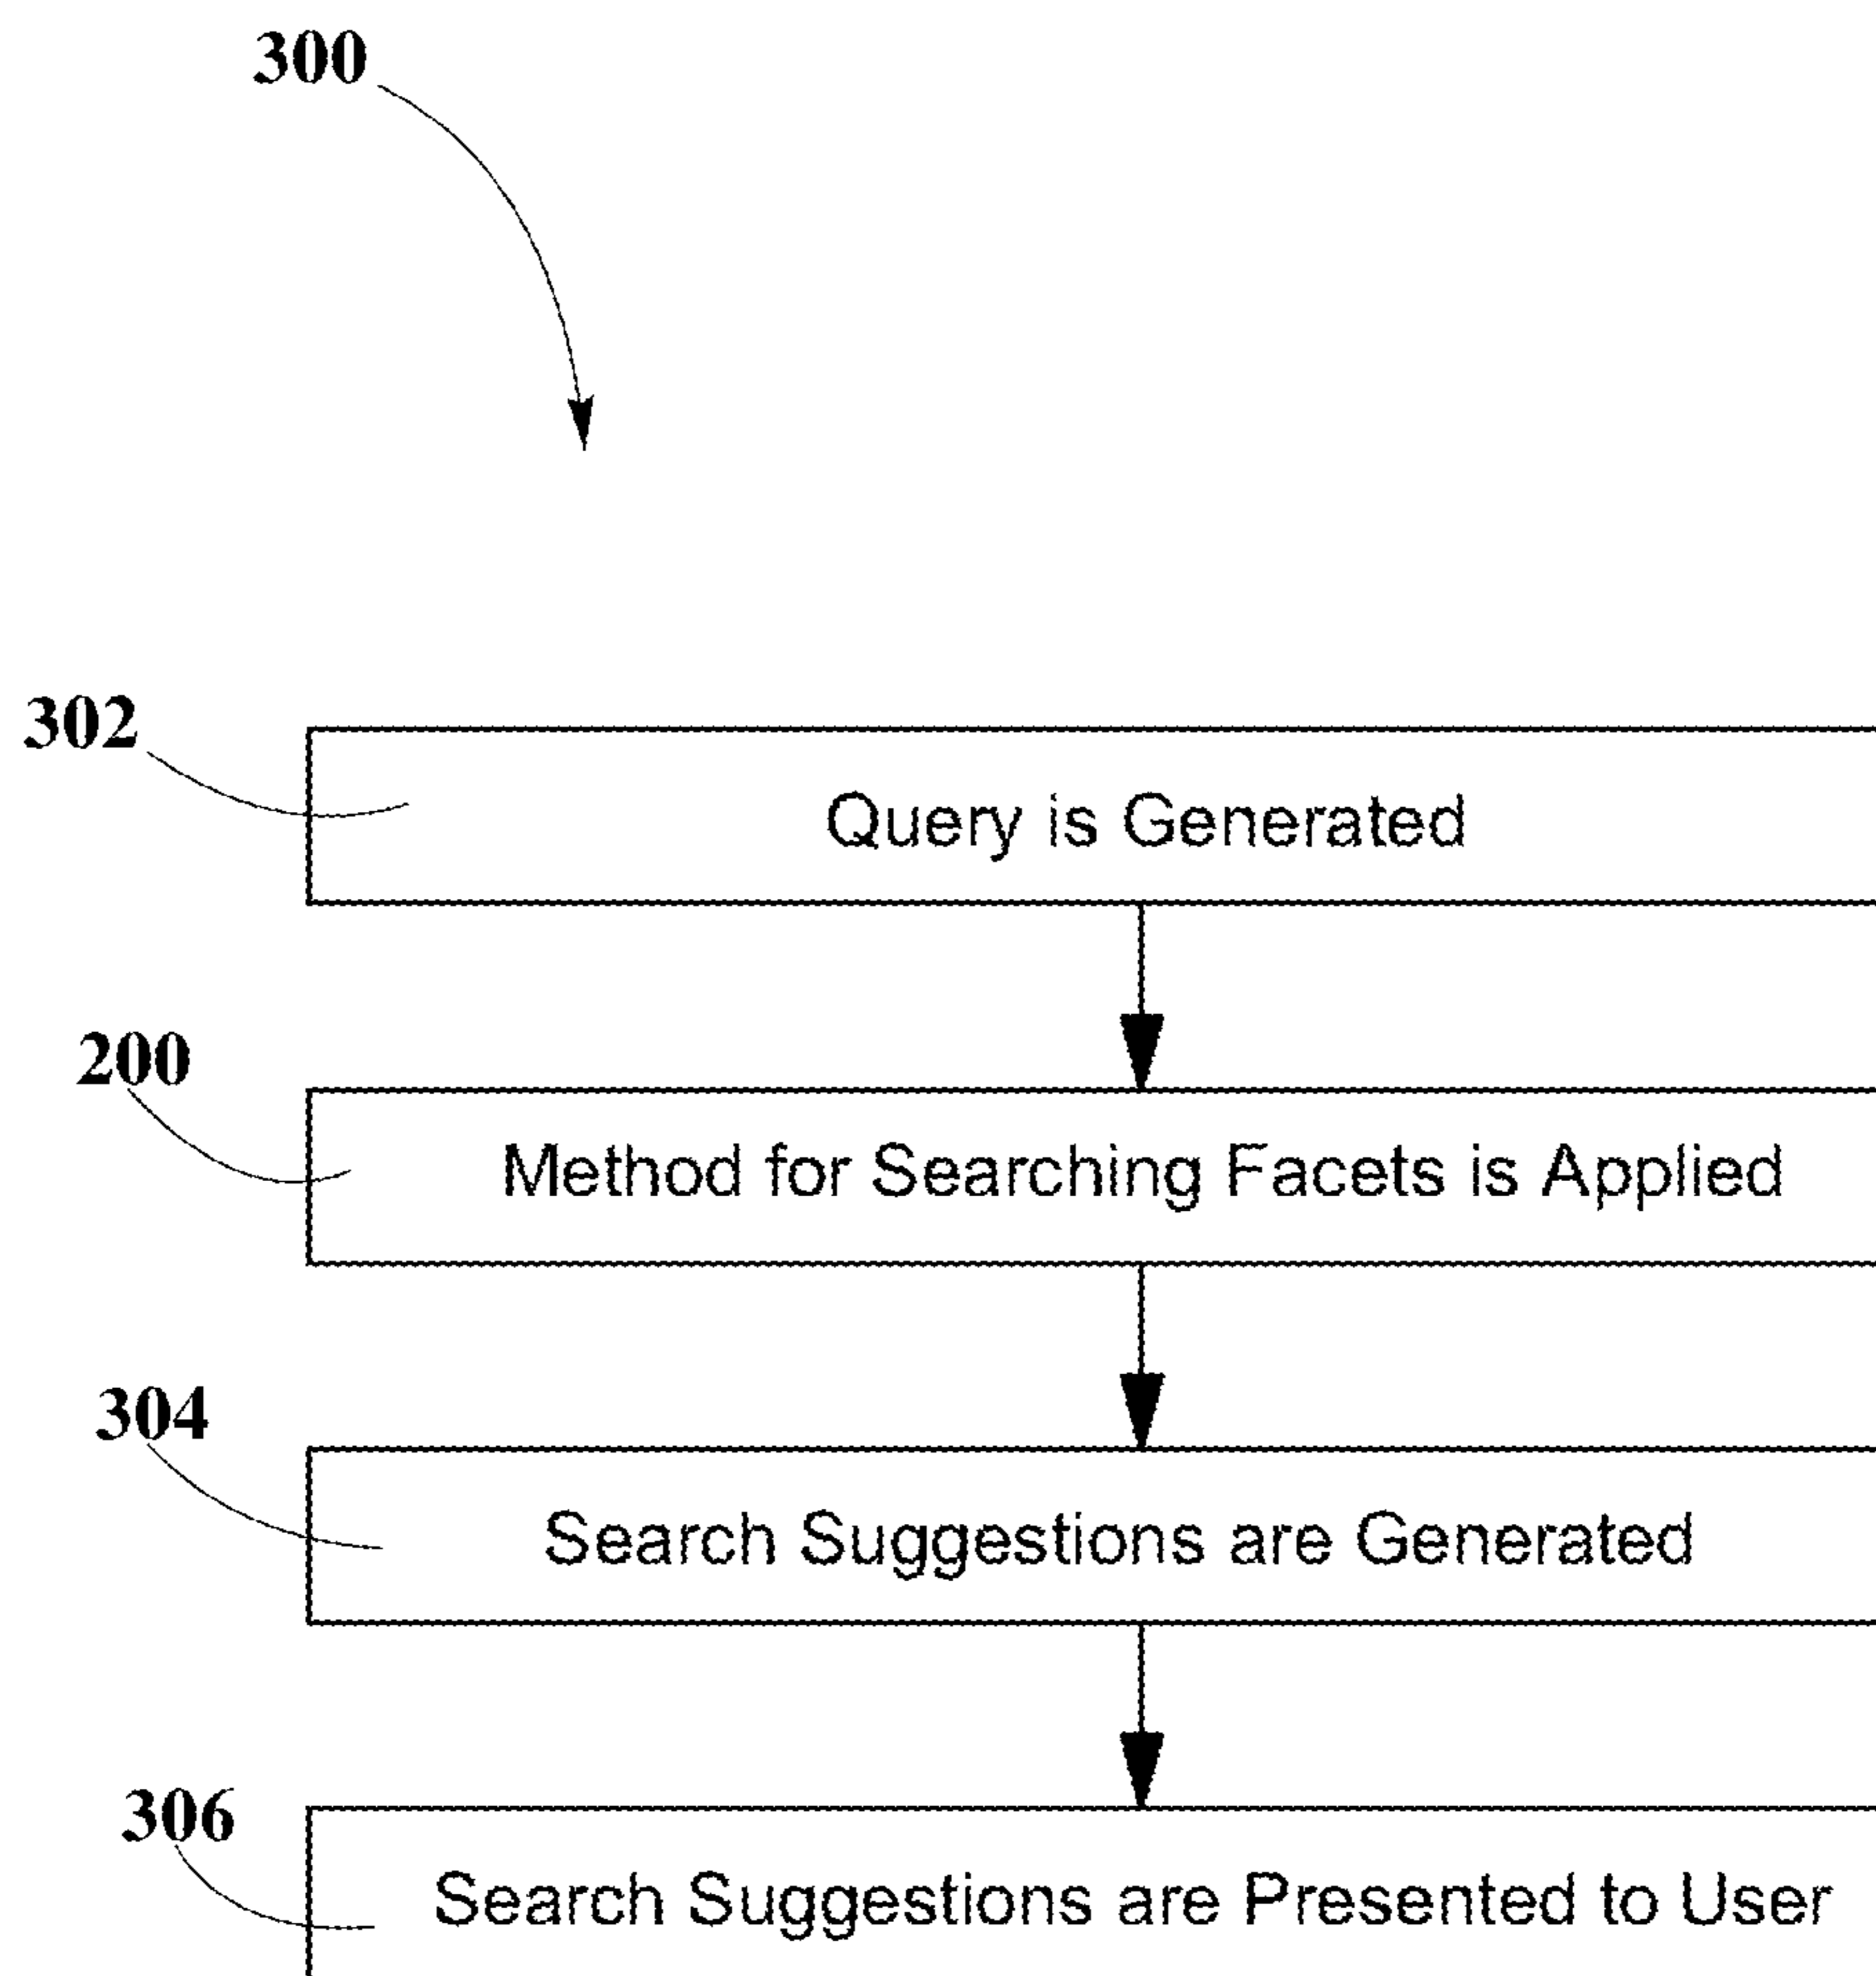 300
302
Query is Generated
200
Method for Searching Facets is Applied
304
Search Suggestions are Generated
306
Search Suggestions are Presented to User